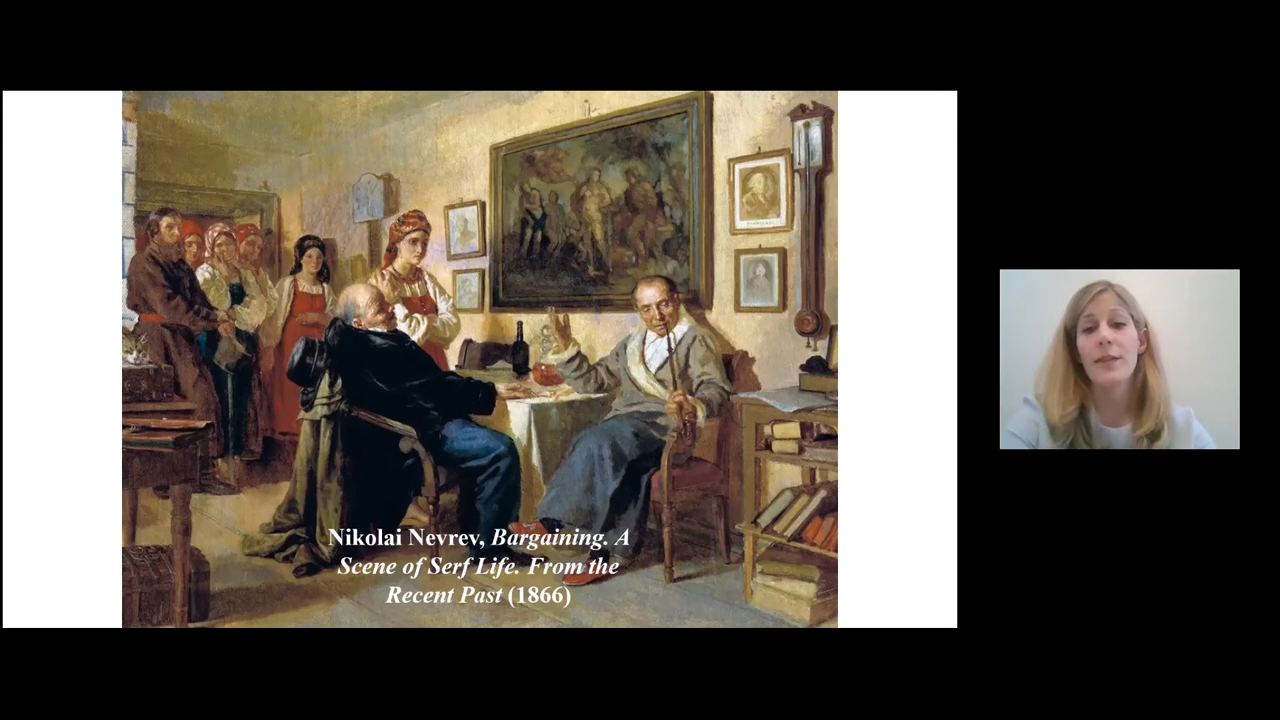 Nikolai Nevrev, Bargaining. A
Scene of Serf Life. From the
Recent Past (1866)